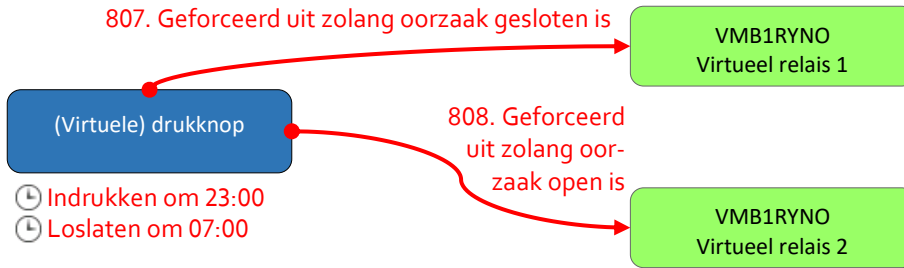 807. Geforceerd uit zolang oorzaak gesloten is
VMB1RYNO
Virtueel relais 1
(Virtuele) drukknop
808. Geforceerd
uit zolang oor-
zaak open is
Indrukken om 23:00
Loslaten om 07:00
VMB1RYNO
Virtueel relais 2